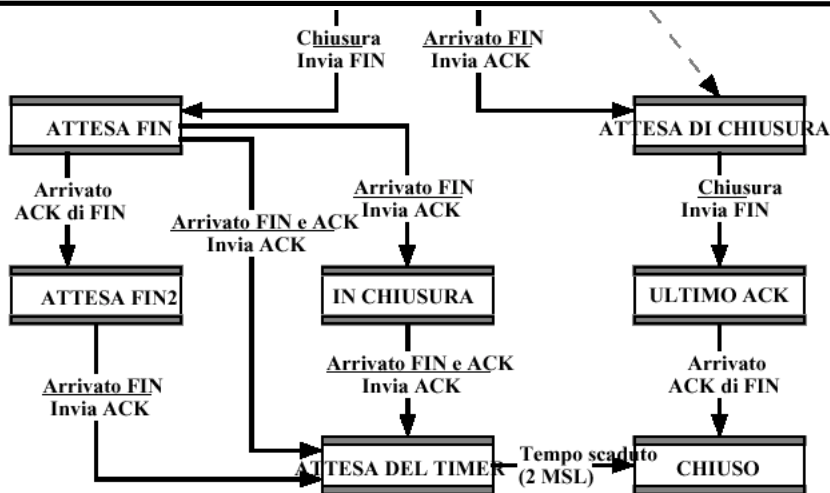 Chiusura
Invia FIN
Arrivato FIN
Invia ACK
ATTESA FIN
ATTESA DI CHIUSURA
Arrivato
ACK di FIN
Arrivato FIN e ACK
Invia ACK
Arrivato FIN
Invia ACK
Chiusura
Invia FIN
ATTESA FIN2
IN CHIUSURA
ULTIMO ACK
Arrivato FIN
Invia ACK
Arrivato FIN e ACK
Invia ACK
Arrivato
ACK di FIN
ATTESA DEL TIMER
Tempo scaduto
(2 MSL)
CHIUSO